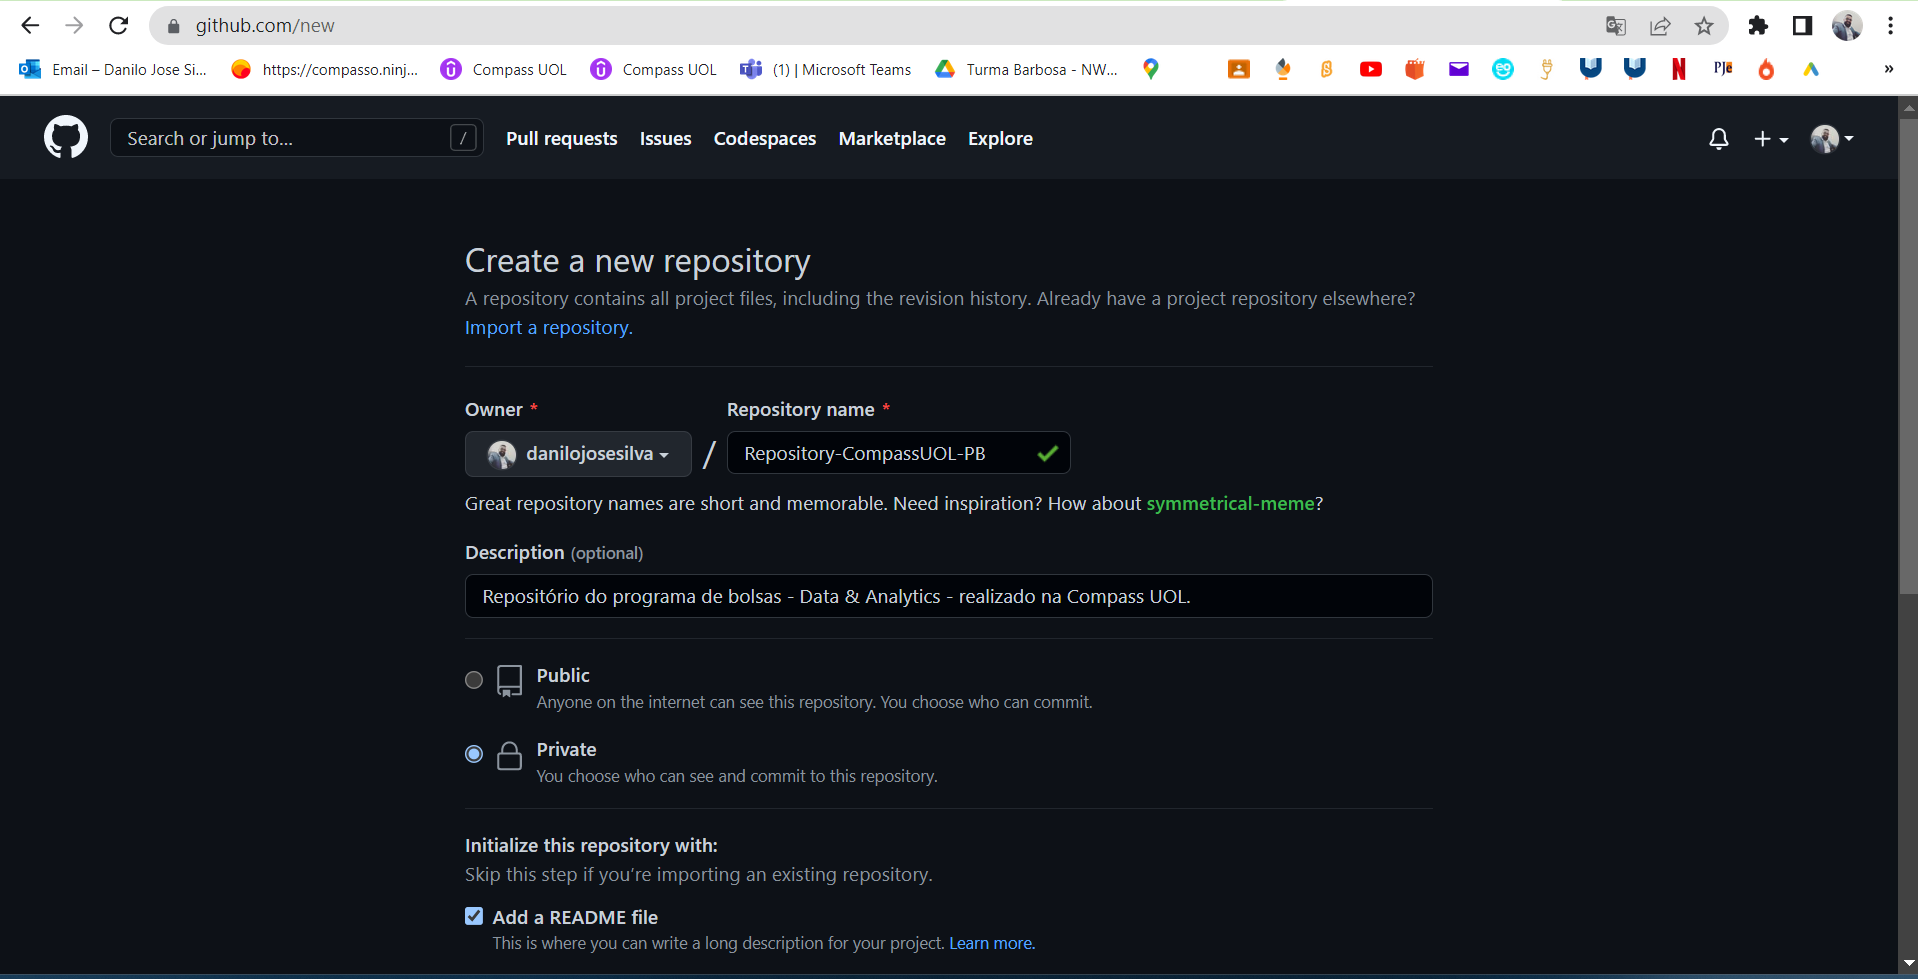 github.com/new
Email – Danilo Jose Si...
https://compasso.ninj...
Compass UOL
Compass UOL
(1) | Microsoft Teams
Turma Barbosa - NW...
PJe
»
Search or jump to...
/
Pull requests
Issues
Codespaces
Marketplace
Explore
Create a new repository
A repository contains all project files, including the revision history. Already have a project repository elsewhere?
Import a repository.
Owner *
Repository name *
danilojosesilva
/
Repository-CompassUOL-PB
Great repository names are short and memorable. Need inspiration? How about symmetrical-meme?
Description (optional)
Repositório do programa de bolsas - Data & Analytics - realizado na Compass UOL.
Public
Anyone on the internet can see this repository. You choose who can commit.
Private
You choose who can see and commit to this repository.
Initialize this repository with:
Skip this step if you’re importing an existing repository.
Add a README file
This is where you can write a long description for your project. Learn more.